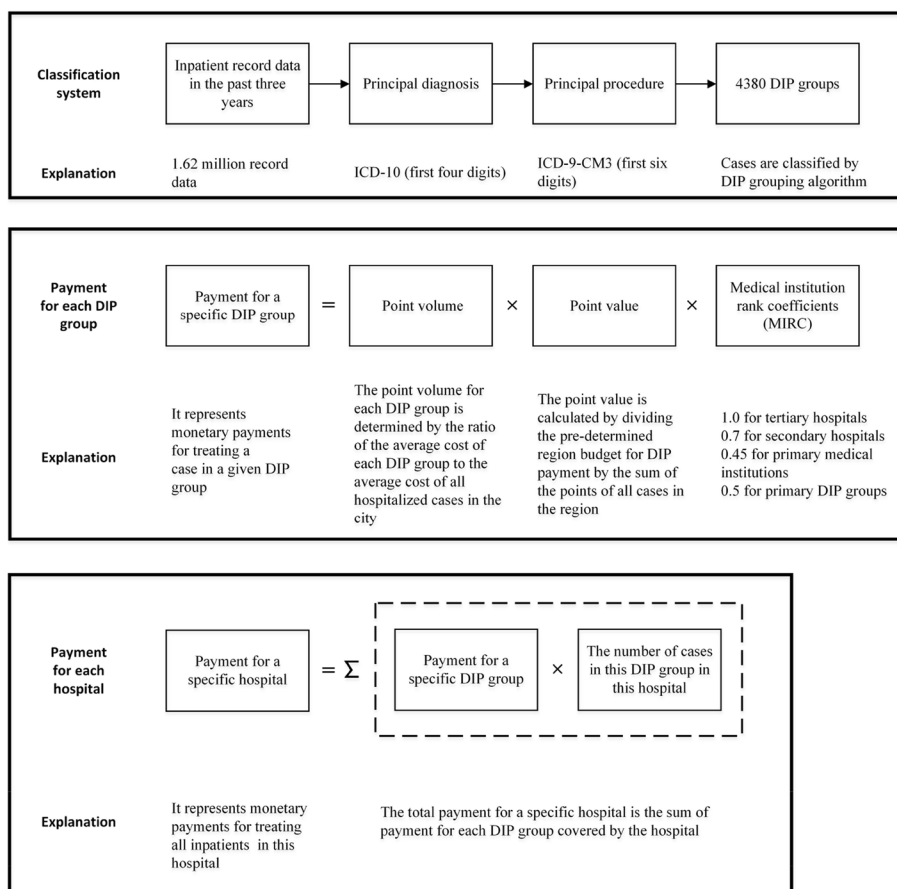 Classification
system
Inpatient record data
in the past three
years
Principal diagnosis
Principal procedure
4380 DIP groups
Explanation
1.62 million record
data
ICD-10 (first four digits)
ICD-9-CM3 (first six
digits)
Cases are classified by
DIP grouping algorithm
Payment
for each DIP
group
Payment for a
specific DIP group
=
Point volume
×
Point value
×
Medical institution
rank coefficients
(MIRC)
Explanation
It represents
monetary payments
for treating a
case in a given DIP
group
The point volume for
each DIP group is
determined by the ratio
of the average cost of
each DIP group to the
average cost of all
hospitalized cases in the
city
The point value is
calculated by dividing
the pre-determined
region budget for DIP
payment by the sum of
the points of all cases in
the region
1.0 for tertiary hospitals
0.7 for secondary hospitals
0.45 for primary medical
institutions
0.5 for primary DIP groups
Payment
for each
hospital
Payment for a
specific hospital
= Σ
Payment for a
specific DIP group
×
The number of cases
in this DIP group in
this hospital
Explanation
It represents monetary
payments for treating
all inpatients in this
hospital
The total payment for a specific hospital is the sum of
payment for each DIP group covered by the hospital